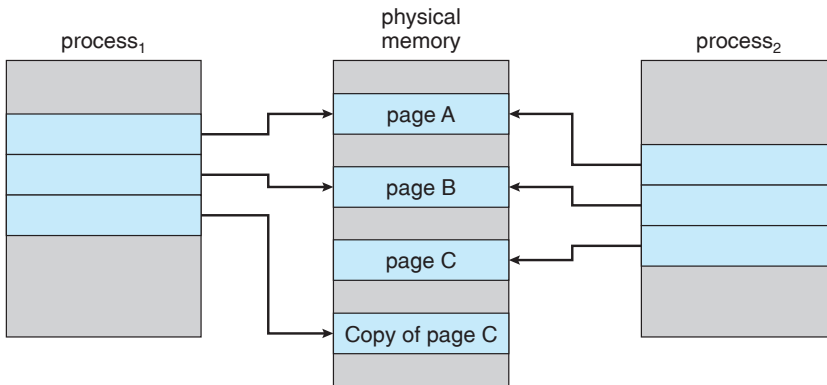 physical
memory
process₁
process₂
page A
page B
page C
Copy of page C